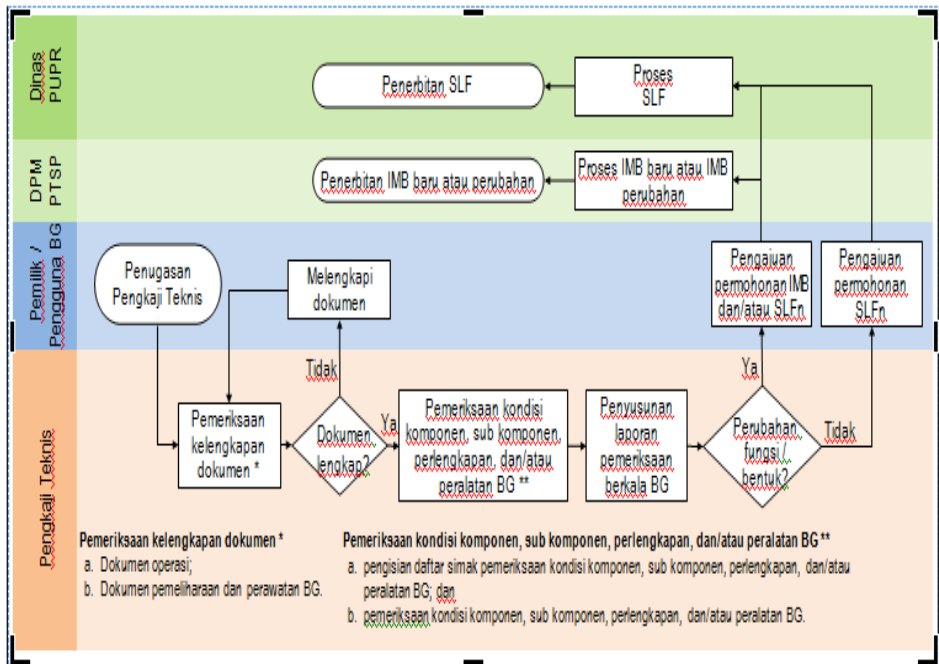 Dinas
PUPR
Penerbitan SLF
Proses
SLF
DPM
PTSP
Penerbitan IMB baru atau perubahan
Proses IMB baru atau IMB
perubahan
Pemilik /
Pengguna BG
Penugasan
Pengkaji Teknis
Melengkapi
dokumen
Pengajuan
permohonan IMB
dan/atau SLFn
Pengajuan
permohonan
SLFn
Pengkaji Teknis
Pemeriksaan
kelengkapan
dokumen *
Tidak
Dokumen
lengkap?
Ya
Pemeriksaan kondisi
komponen, sub komponen,
perlengkapan, dan/atau
peralatan BG **
Penyusunan
laporan
pemeriksaan
berkala BG
Ya
Perubahan
fungsi /
bentuk?
Tidak
Pemeriksaan kelengkapan dokumen *
a. Dokumen operasi;
b. Dokumen pemeliharaan dan perawatan BG.
Pemeriksaan kondisi komponen, sub komponen, perlengkapan, dan/atau peralatan BG **
a. pengisian daftar simak pemeriksaan kondisi komponen, sub komponen, perlengkapan, dan/atau
peralatan BG; dan
b. pemeriksaan kondisi komponen, sub komponen, perlengkapan, dan/atau peralatan BG.